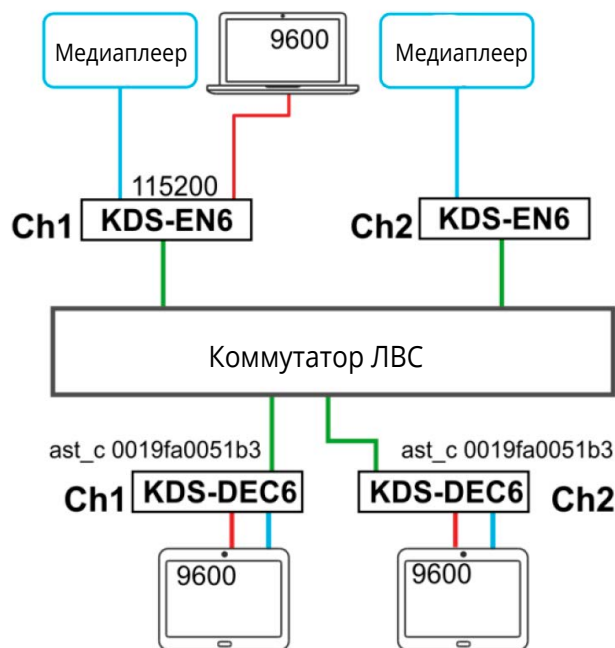 Медиаплеер
9600
Медиаплеер
115200
Ch1 KDS-EN6
Ch2 KDS-EN6
Коммутатор ЛВС
ast_c 0019fa0051b3
ast_c 0019fa0051b3
Ch1 KDS-DEC6
KDS-DEC6 Ch2
9600
9600